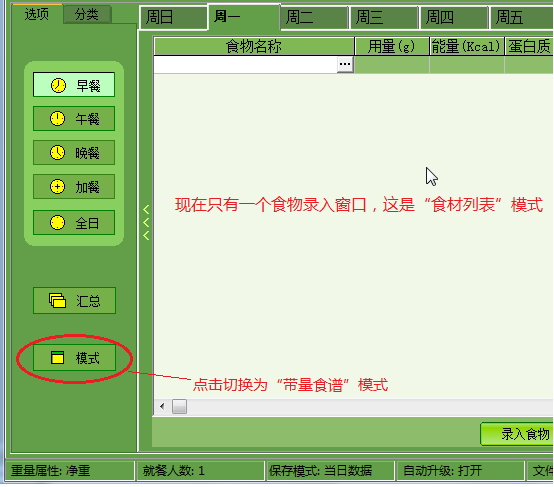 选项 分类
周日 周一 周二 周三 周四 周五
食物名称 用量(g) 能量(Kcal) 蛋白质
...
早餐
午餐
晚餐
加餐
全日
现在只有一个食物录入窗口，这是“食材列表”模式
汇总
模式
点击切换为“带量食谱”模式
录入食物
重量属性: 净重 就餐人数: 1 保存模式: 当日数据 自动升级: 打开 文件